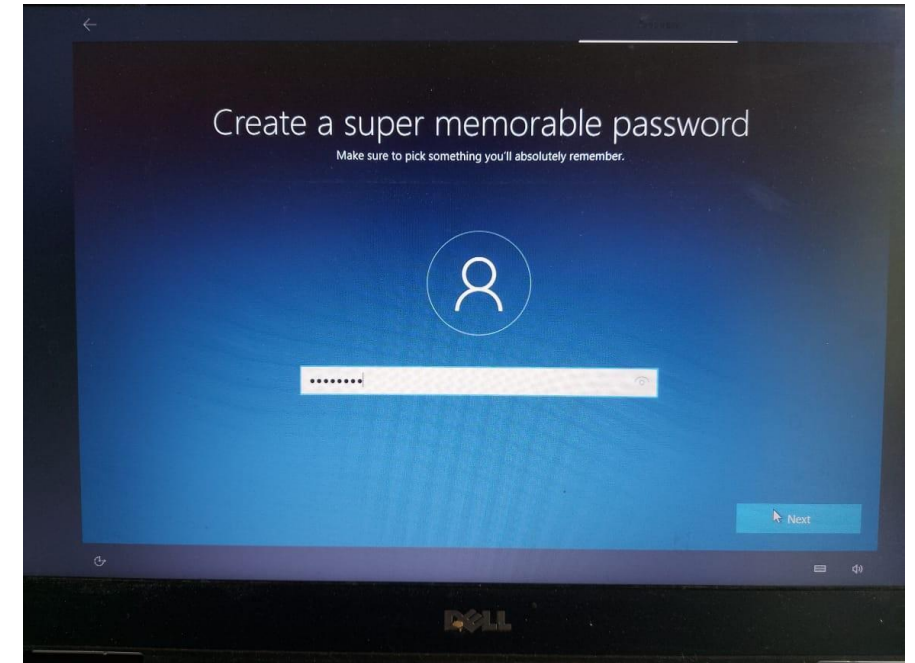 Create a super memorable password
Make sure to pick something you'll absolutely remember.
••••••••
Next
DELL